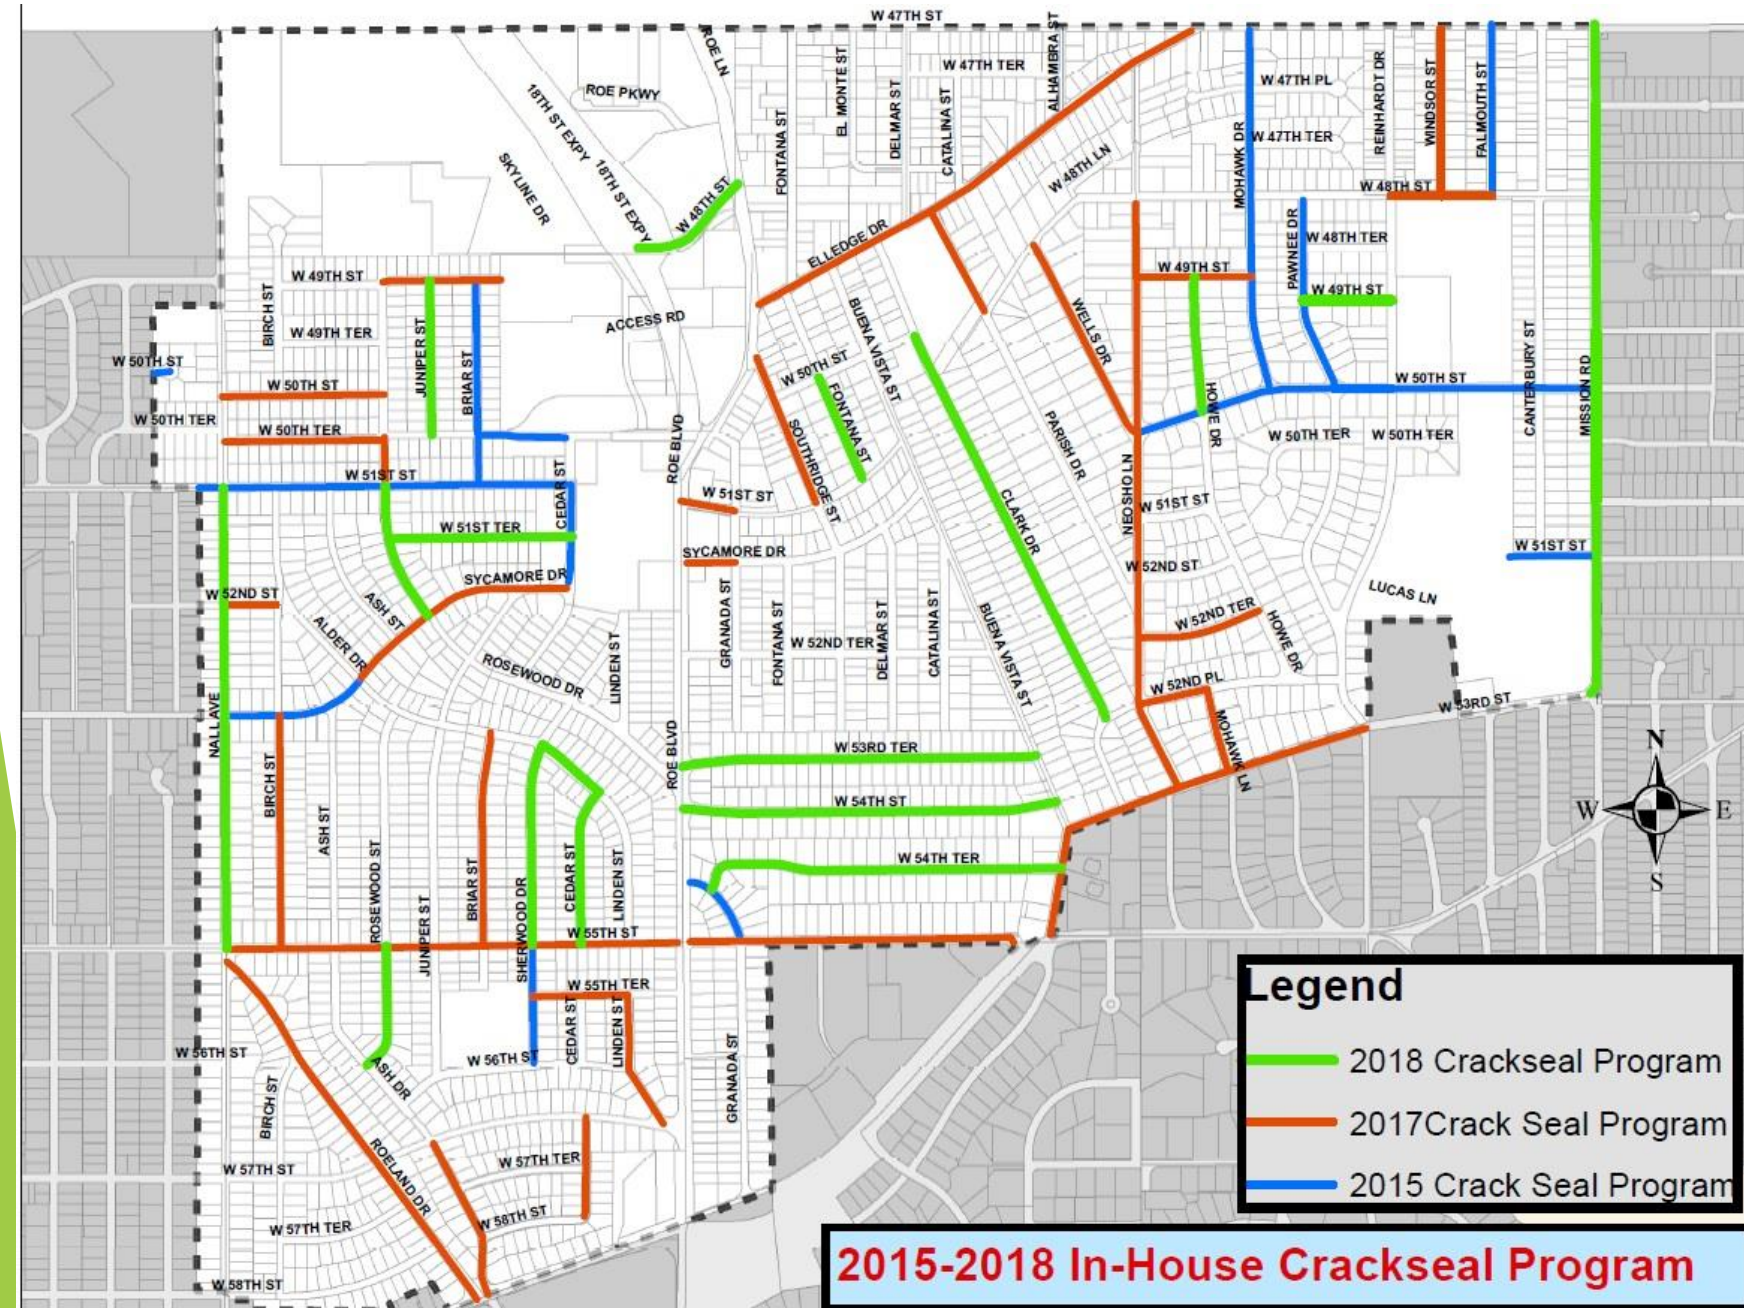 W 47TH ST
ROE LN
ALHAMBRA ST
EL MONTE ST
W 47TH TER
ROE PKWY
18TH ST EXPY
DELMAR ST
CATALINA ST
FONTANA ST
W 47TH PL
REINHARDT DR
WINDSOR ST
FALMOUTH ST
MOHAWK DR
W 47TH TER
SKYLINE DR
18TH ST EXPY
W 48TH ST
W 48TH LN
W 48TH ST
ELLEDGE DR
PAWNEE DR
W 48TH TER
W 49TH ST
W 49TH ST
W 49TH ST
BIRCH ST
W 49TH TER
JUNIPER ST
ACCESS RD
BUENA VISTA ST
WELLS DR
W 50TH ST
BRIAR ST
W 50TH ST
W 50TH ST
W 50TH ST
CANTERBURY ST
MISSION RD
FONTANA ST
HOWE DR
W 50TH TER
W 50TH TER
ROE BLVD
SOUTHRIDGE ST
PARISH DR
W 50TH TER
W 50TH TER
W 51ST ST
CEDAR ST
W 51ST ST
CLARK DR
NEOSHO LN
W 51ST ST
W 51ST TER
SYCAMORE DR
W 51ST ST
W 52ND ST
SYCAMORE DR
W 52ND ST
ASH ST
ALDER DR
GRANADA ST
FONTANA ST
W 52ND TER
DELMAR ST
CATALINA ST
BUENA VISTA ST
LUCAS LN
W 52ND TER
HOWE DR
ROSEWOOD DR
LINDEN ST
W 52ND PL
W 53RD ST
NALL AVE
ROE BLVD
W 53RD TER
MOHAWK LN
BIRCH ST
ASH ST
W 54TH ST
N
W
E
S
ROSEWOOD ST
JUNIPER ST
BRIAR ST
SHERWOOD DR
CEDAR ST
LINDEN ST
W 54TH TER
W 55TH ST
W 55TH TER
CEDAR ST
LINDEN ST
W 56TH ST
W 56TH ST
ASH DR
GRANADA ST
BIRCH ST
ROELAND DR
W 57TH ST
W 57TH TER
W 57TH TER
W 58TH ST
W 58TH ST
Legend
2018 Crackseal Program
2017Crack Seal Program
2015 Crack Seal Program
2015-2018 In-House Crackseal Program